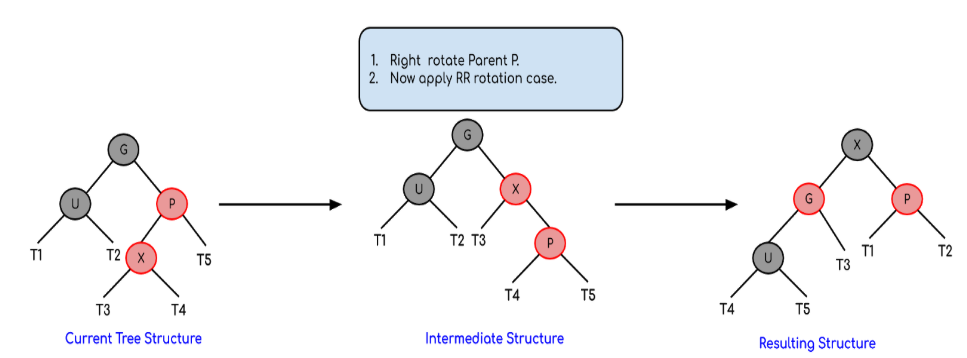 1. Right rotate Parent P.
2. Now apply RR rotation case.
G
U
P
T1
T2
X
T5
T3
T4
Current Tree Structure
G
U
X
T1
T2
T3
P
T4
T5
Intermediate Structure
X
G
P
U
T3
T1
T2
T4
T5
Resulting Structure